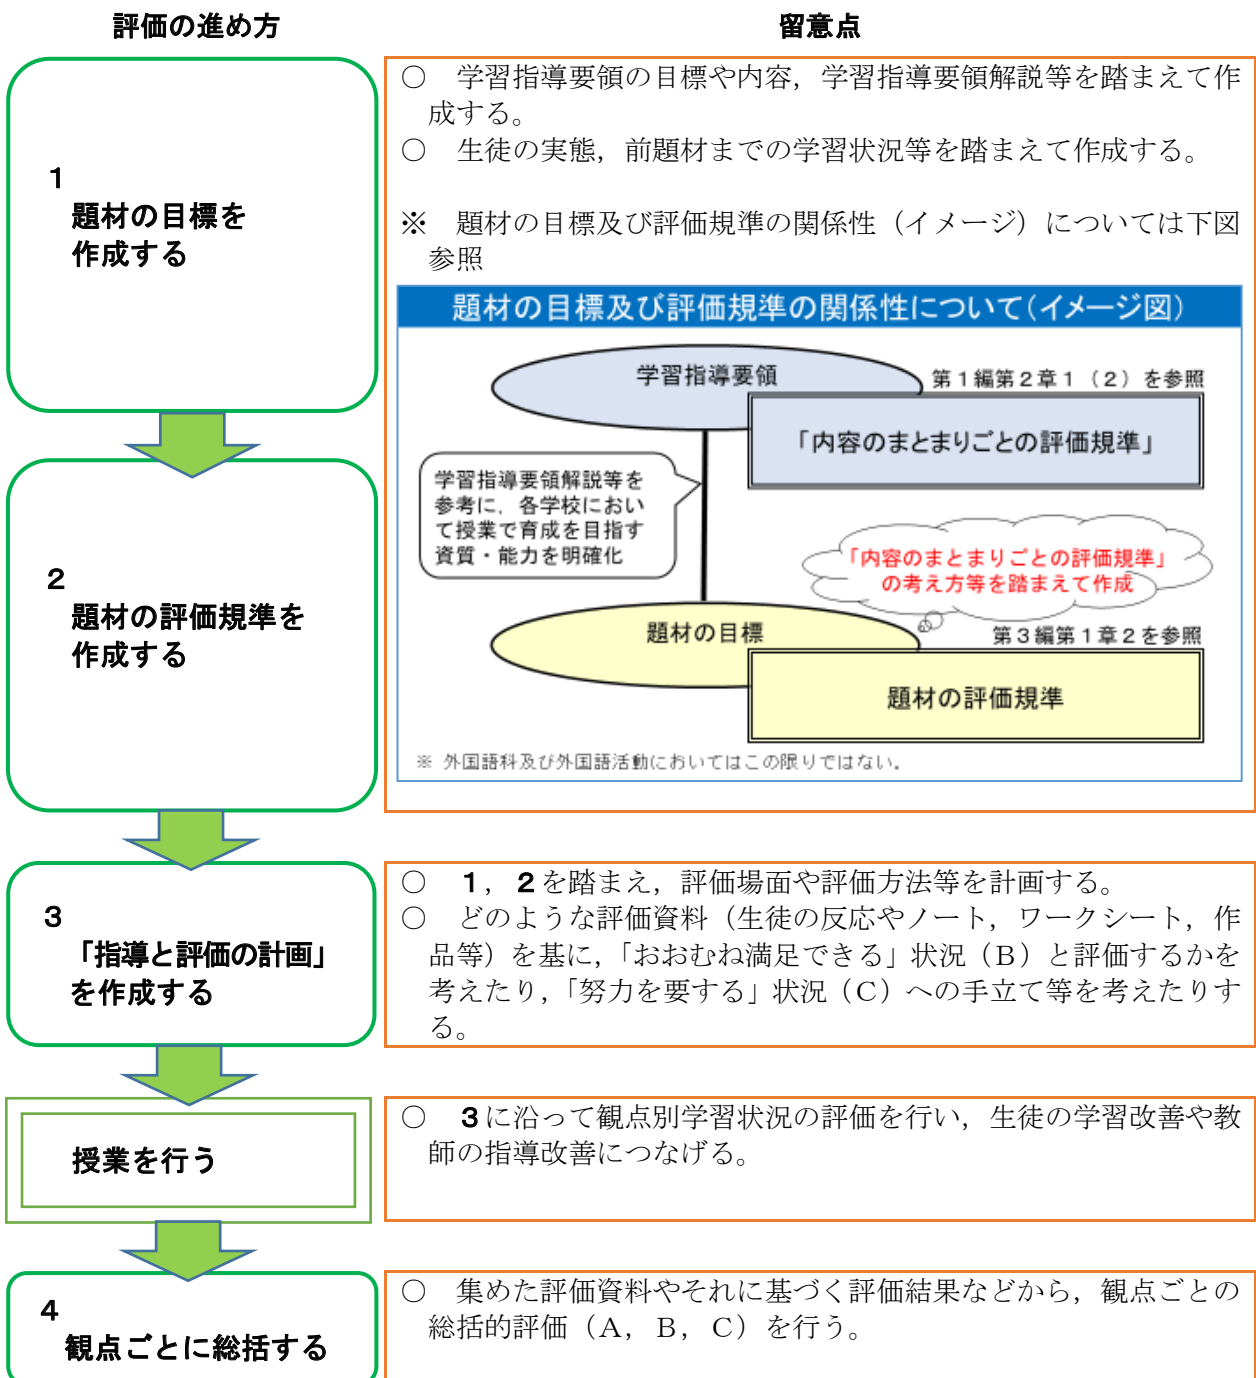 評価の進め方
留意点
1
題材の目標を
作成する
○　学習指導要領の目標や内容，学習指導要領解説等を踏まえて作
成する。
○　生徒の実態，前題材までの学習状況等を踏まえて作成する。
※　題材の目標及び評価規準の関係性（イメージ）については下図
参照
題材の目標及び評価規準の関係性について（イメージ図）
学習指導要領
第１編第２章１（２）を参照
「内容のまとまりごとの評価規準」
学習指導要領解説等を
参考に，各学校におい
て授業で育成を目指す
資質・能力を明確化
「内容のまとまりごとの評価規準」
の考え方等を踏まえて作成
題材の目標
第３編第１章２を参照
題材の評価規準
※ 外国語科及び外国語活動においてはこの限りではない。
2
題材の評価規準を
作成する
3
「指導と評価の計画」
を作成する
○　１，２を踏まえ，評価場面や評価方法等を計画する。
○　どのような評価資料（生徒の反応やノート，ワークシート，作
品等）を基に，「おおむね満足できる」状況（Ｂ）と評価するかを
考えたり，「努力を要する」状況（Ｃ）への手立て等を考えたりす
る。
授業を行う
○　３に沿って観点別学習状況の評価を行い，生徒の学習改善や教
師の指導改善につなげる。
4
観点ごとに総括する
○　集めた評価資料やそれに基づく評価結果などから，観点ごとの
総括的評価（Ａ，Ｂ，Ｃ）を行う。